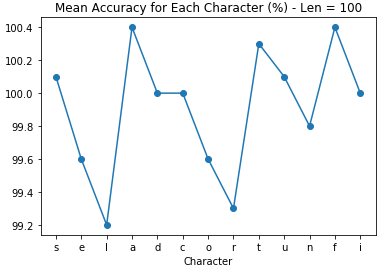 Mean Accuracy for Each Character (%) - Len = 100
100.4
100.2
100.0
99.8
99.6
99.4
99.2
s e l a d c o r t u n f i
Character